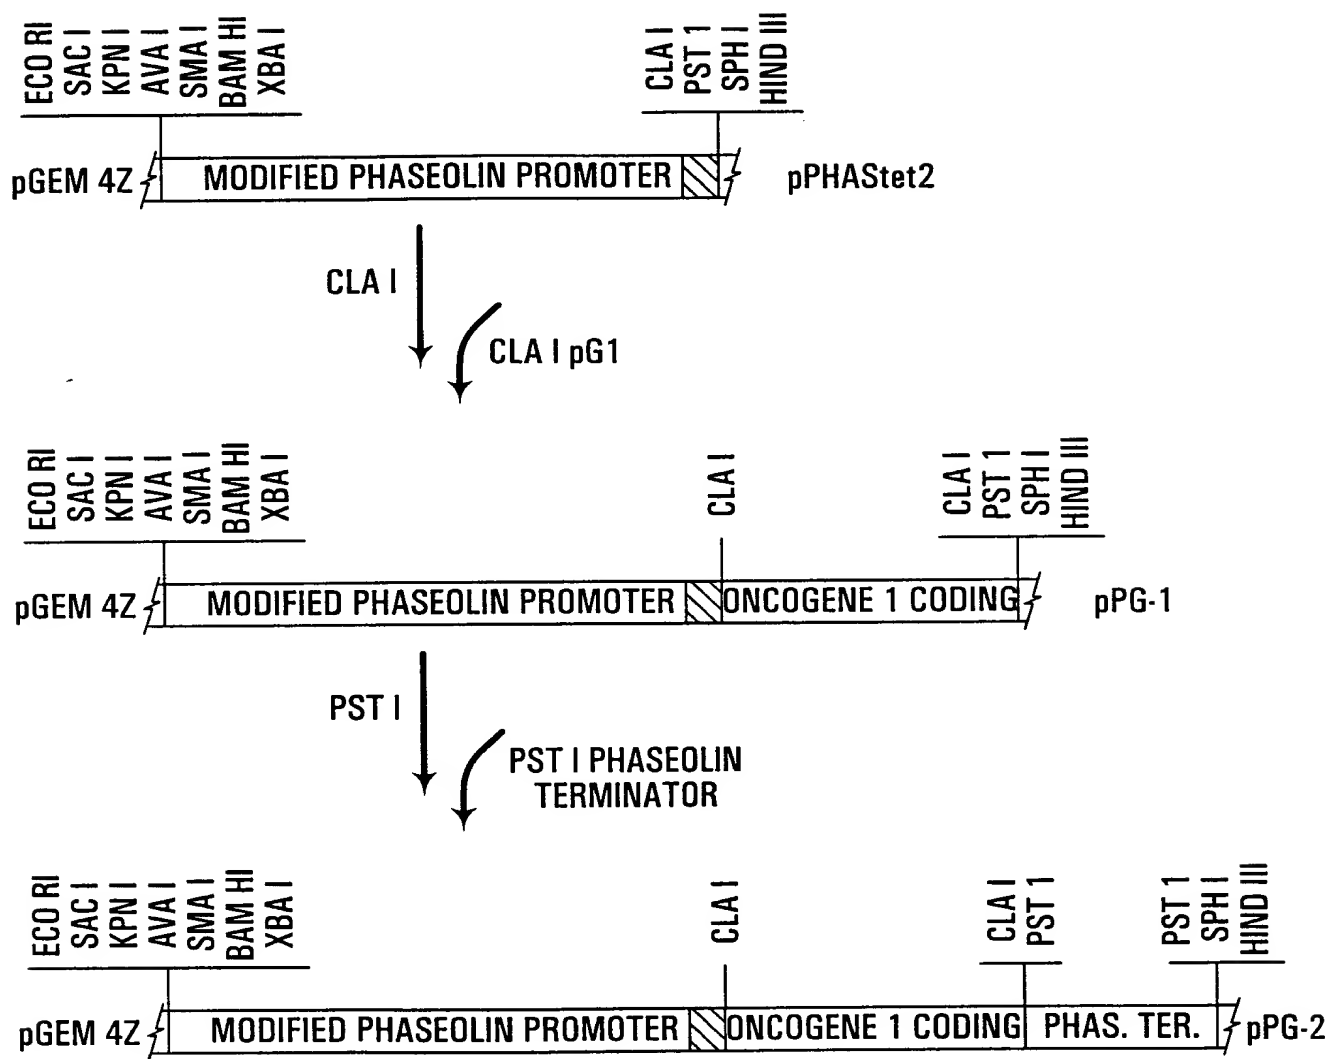 ECO RI
SAC I
KPN I
AVA I
SMA I
BAM HI
XBA I
CLA I
PST 1
SPH I
HIND III
pGEM 4Z
MODIFIED PHASEOLIN PROMOTER
pPHAStet2
CLA I
CLA I pG1
ECO RI
SAC I
KPN I
AVA I
SMA I
BAM HI
XBA I
CLA I
CLA I
PST 1
SPH I
HIND III
pGEM 4Z
MODIFIED PHASEOLIN PROMOTER
ONCOGENE 1 CODING
pPG-1
PST I
PST I PHASEOLIN
TERMINATOR
ECO RI
SAC I
KPN I
AVA I
SMA I
BAM HI
XBA I
CLA I
CLA I
PST 1
PST 1
SPH I
HIND III
pGEM 4Z
MODIFIED PHASEOLIN PROMOTER
ONCOGENE 1 CODING
PHAS. TER.
pPG-2